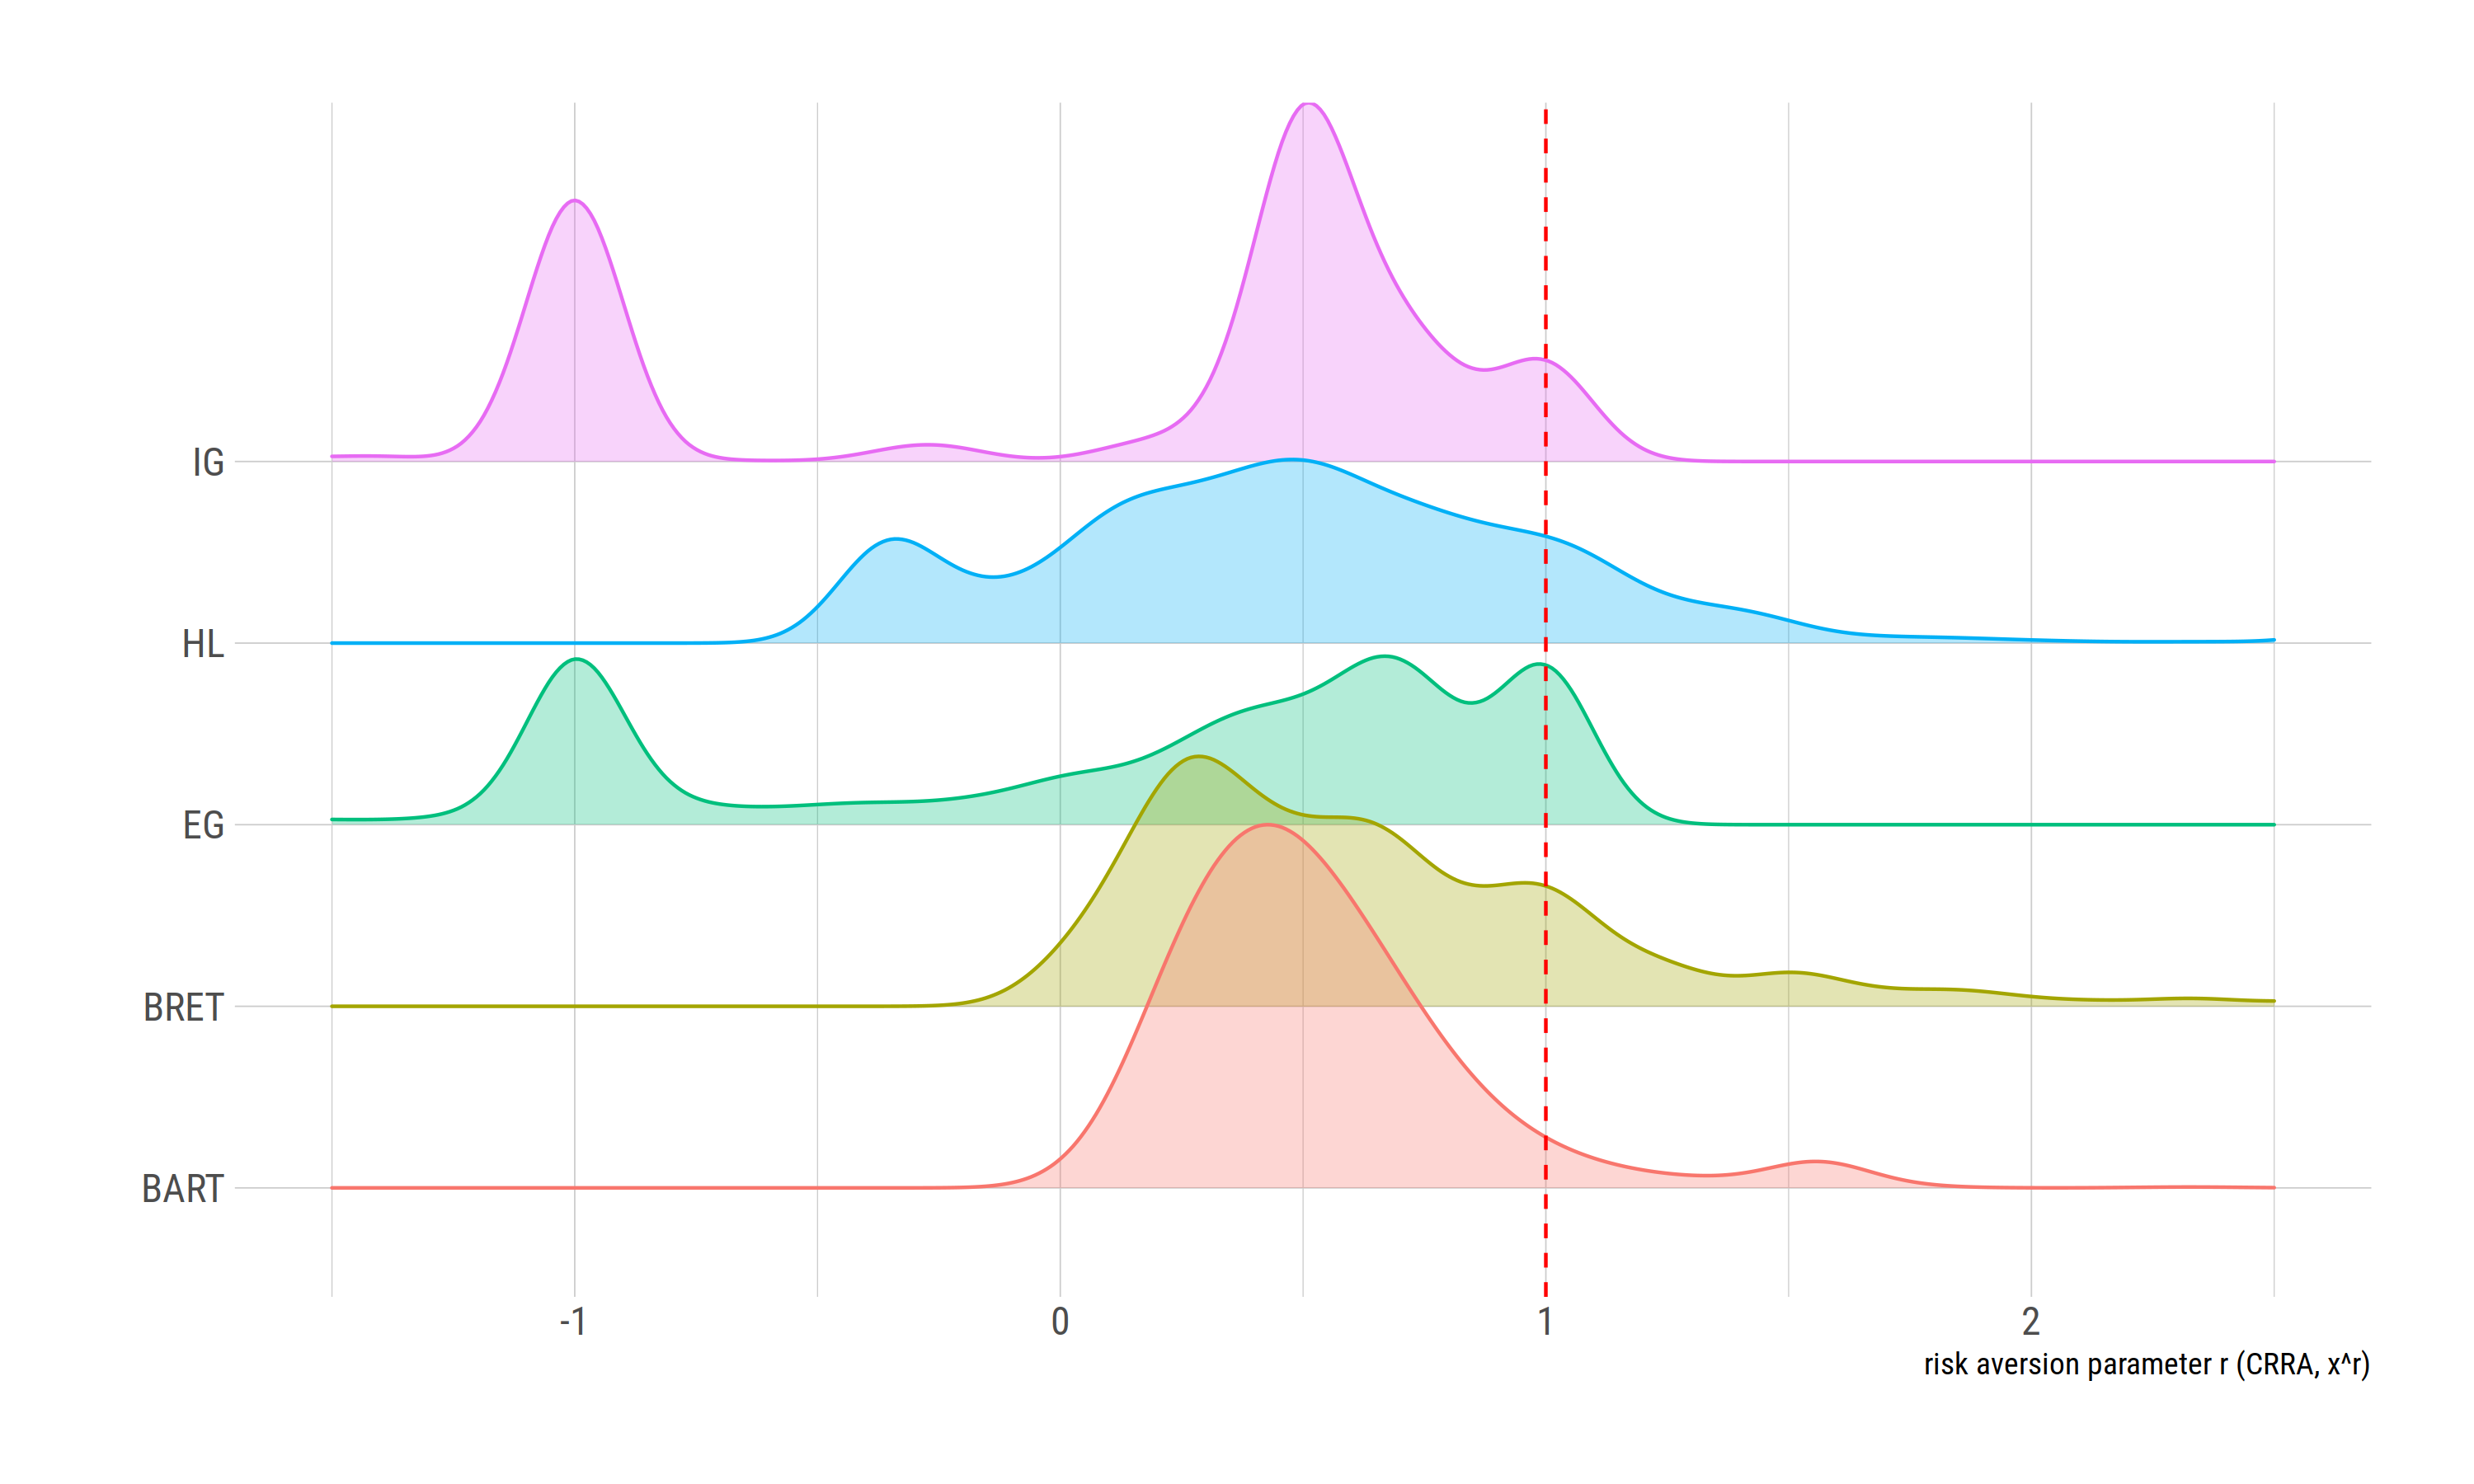 IG
HL
EG
BRET
BART
-1 0 1 2
risk aversion parameter r (CRRA, x^r)